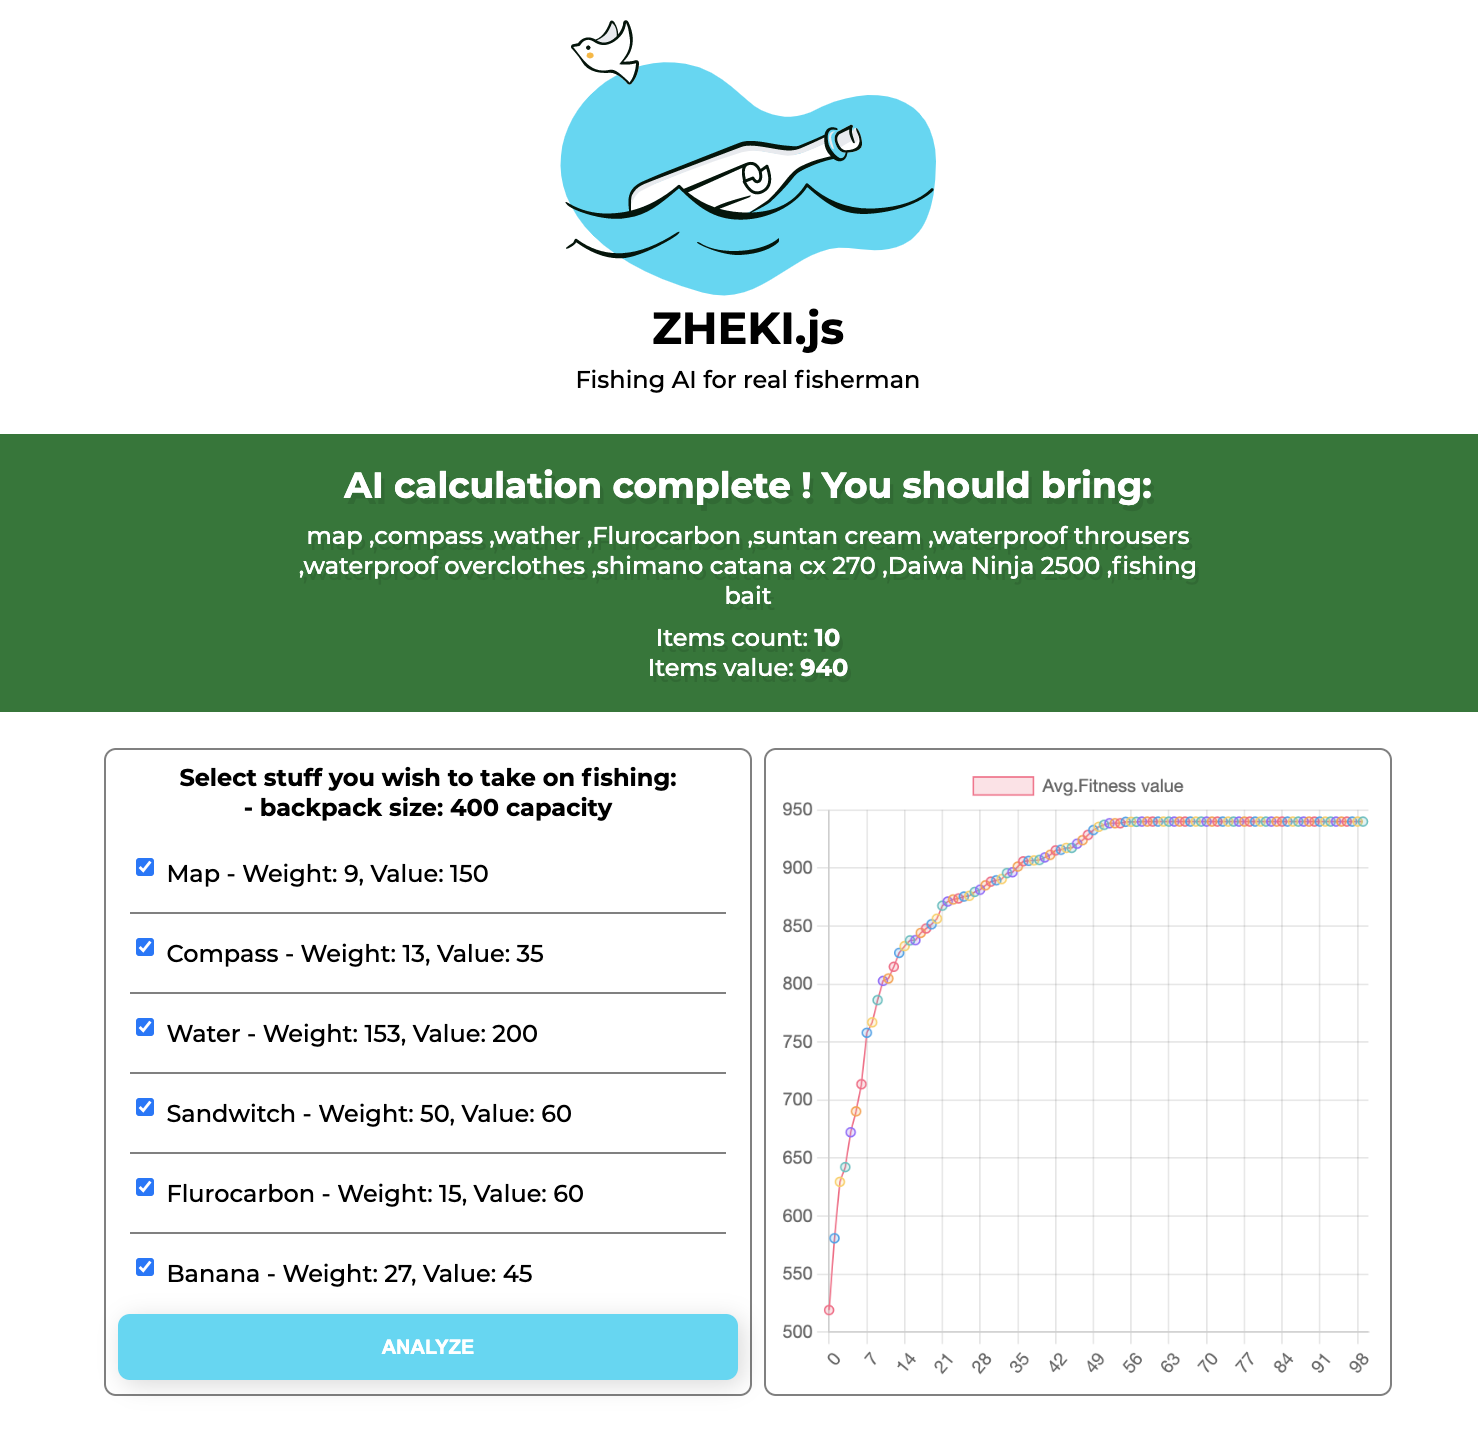 ZHEKI.js
Fishing AI for real fisherman
AI calculation complete ! You should bring:
map ,compass ,wather ,Flurocarbon ,suntan cream ,waterproof throusers
,waterproof overclothes ,shimano catana cx 270 ,Daiwa Ninja 2500 ,fishing
bait
Items count: 10
Items value: 940
Select stuff you wish to take on fishing:
- backpack size: 400 capacity
Map - Weight: 9, Value: 150
Compass - Weight: 13, Value: 35
Water - Weight: 153, Value: 200
Sandwitch - Weight: 50, Value: 60
Flurocarbon - Weight: 15, Value: 60
Banana - Weight: 27, Value: 45
ANALYZE
Avg.Fitness value
950
900
850
800
750
700
650
600
550
500
0 7 14 21 28 35 42 49 56 63 70 77 84 91 98